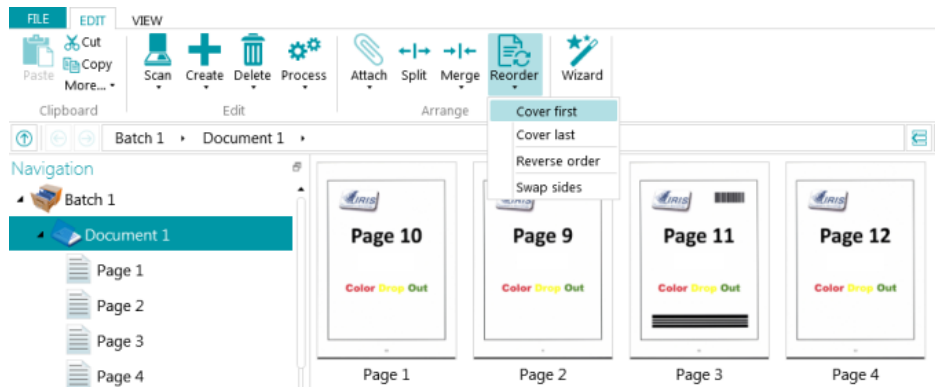 FILE EDIT VIEW
Cut
Copy
Paste
More...
Scan Create Delete Process
Attach Split Merge Reorder
Wizard
Clipboard Edit Arrange
Cover first
Cover last
Reverse order
Swap sides
Batch 1 Document 1
Navigation
Batch 1
Document 1
Page 1
Page 2
Page 3
Page 4
IRIS IRIS IRIS IRIS
Page 10 Page 9 Page 11 Page 12
Color Drop Out Color Drop Out Color Drop Out Color Drop Out
Page 1 Page 2 Page 3 Page 4